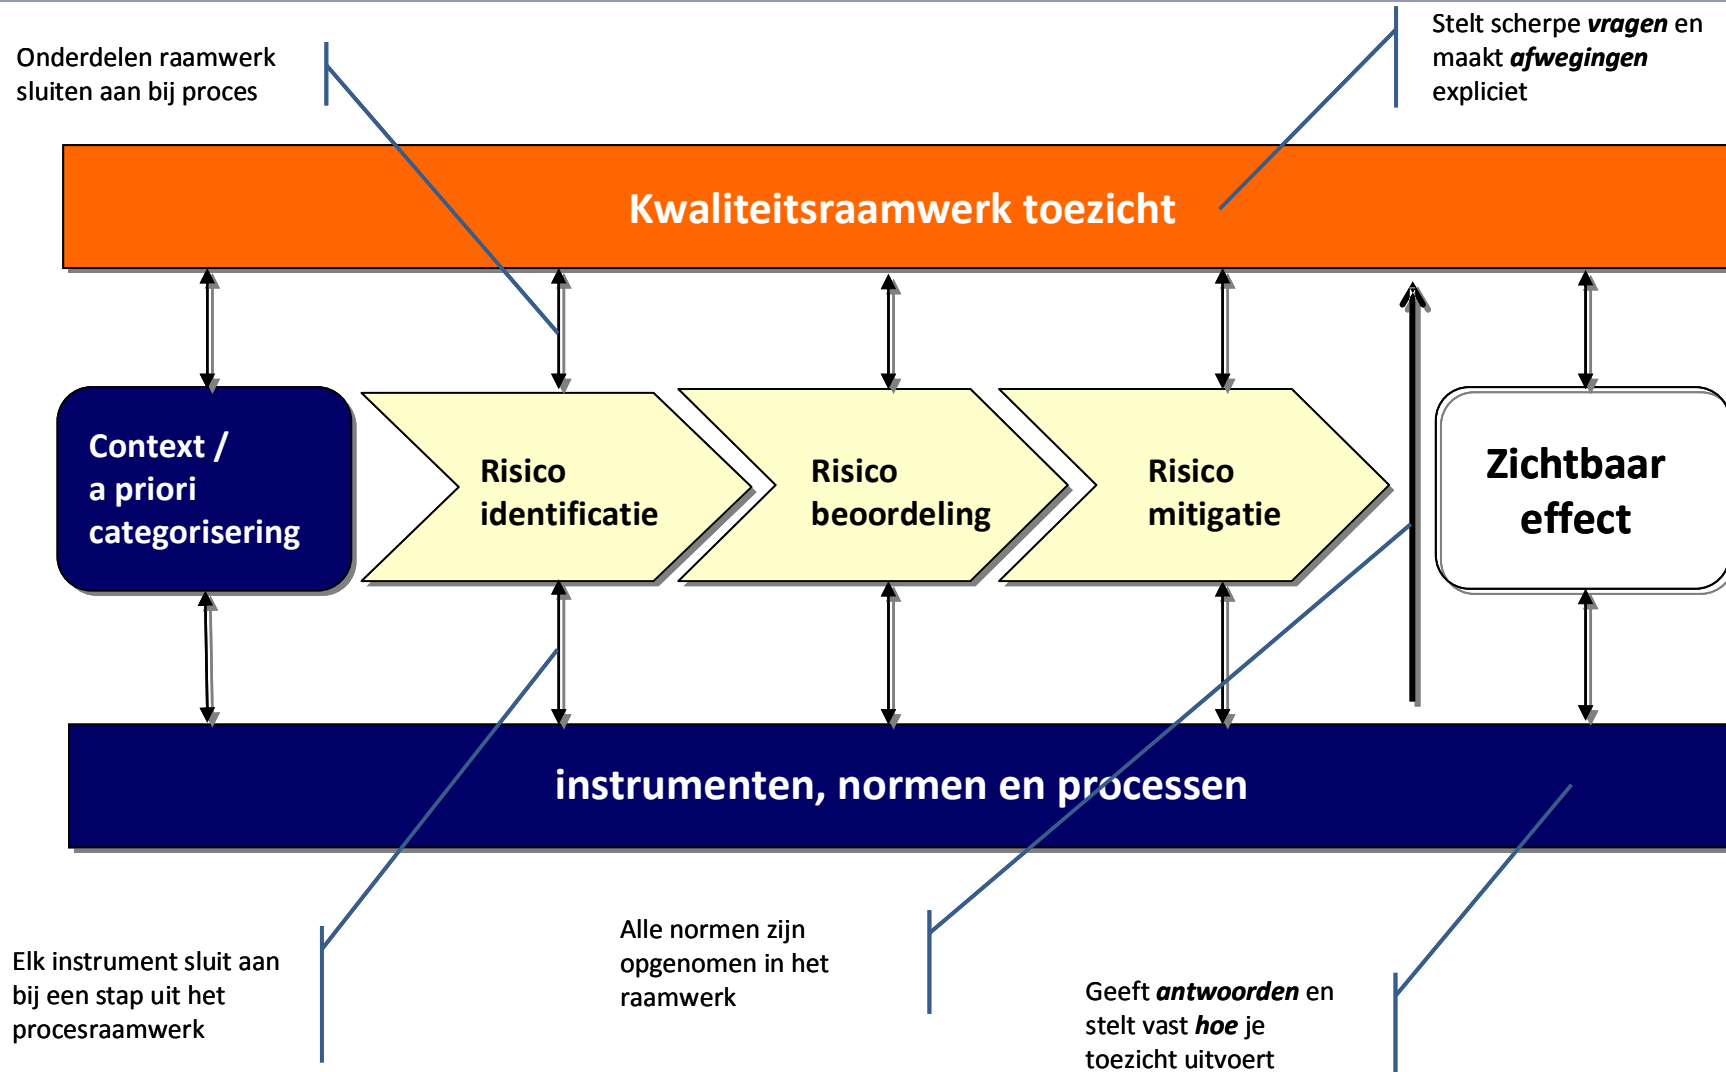 Onderdelen raamwerk
sluiten aan bij proces
Stelt scherpe vragen en
maakt afwegingen
expliciet
Kwaliteitsraamwerk toezicht
Context /
a priori
categorisering
Risico
identificatie
Risico
beoordeling
Risico
mitigatie
Zichtbaar
effect
instrumenten, normen en processen
Elk instrument sluit aan
bij een stap uit het
procesraamwerk
Alle normen zijn
opgenomen in het
raamwerk
Geeft antwoorden en
stelt vast hoe je
toezicht uitvoert